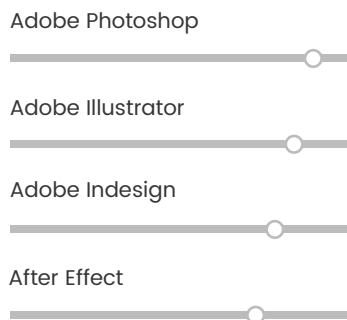 Adobe Photoshop
Adobe Illustrator
Adobe Indesign
After Effect